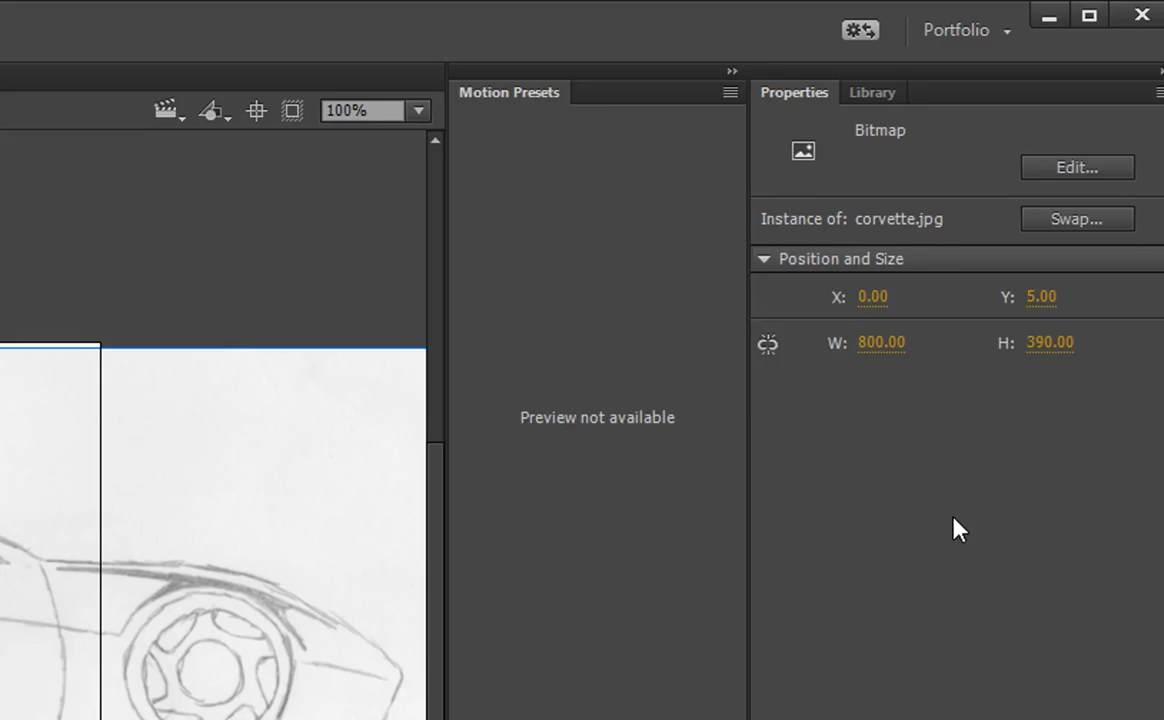 Portfolio
Motion Presets
Properties
Library
100%
Bitmap
Edit...
Instance of: corvette.jpg
Swap...
Position and Size
X: 0.00
Y: 5.00
W: 800.00
H: 390.00
Preview not available